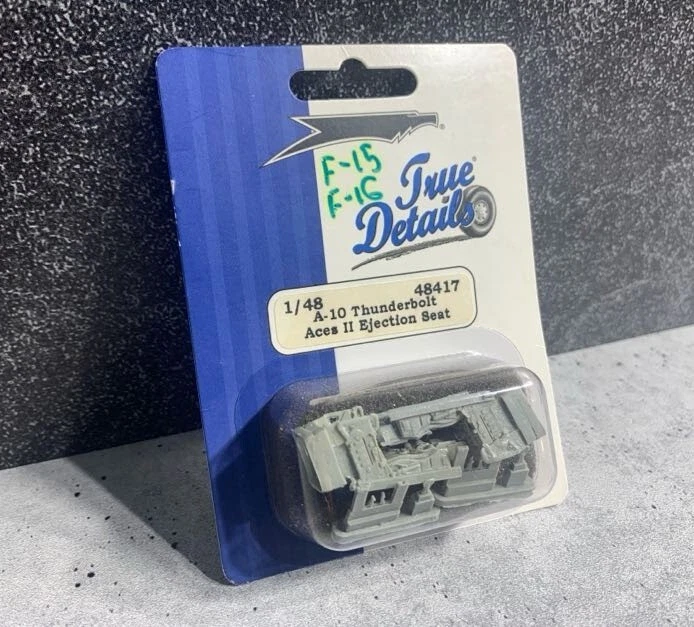 F-15
F-16
True
Details
1/48 48417
A-10 Thunderbolt
Aces II Ejection Seat